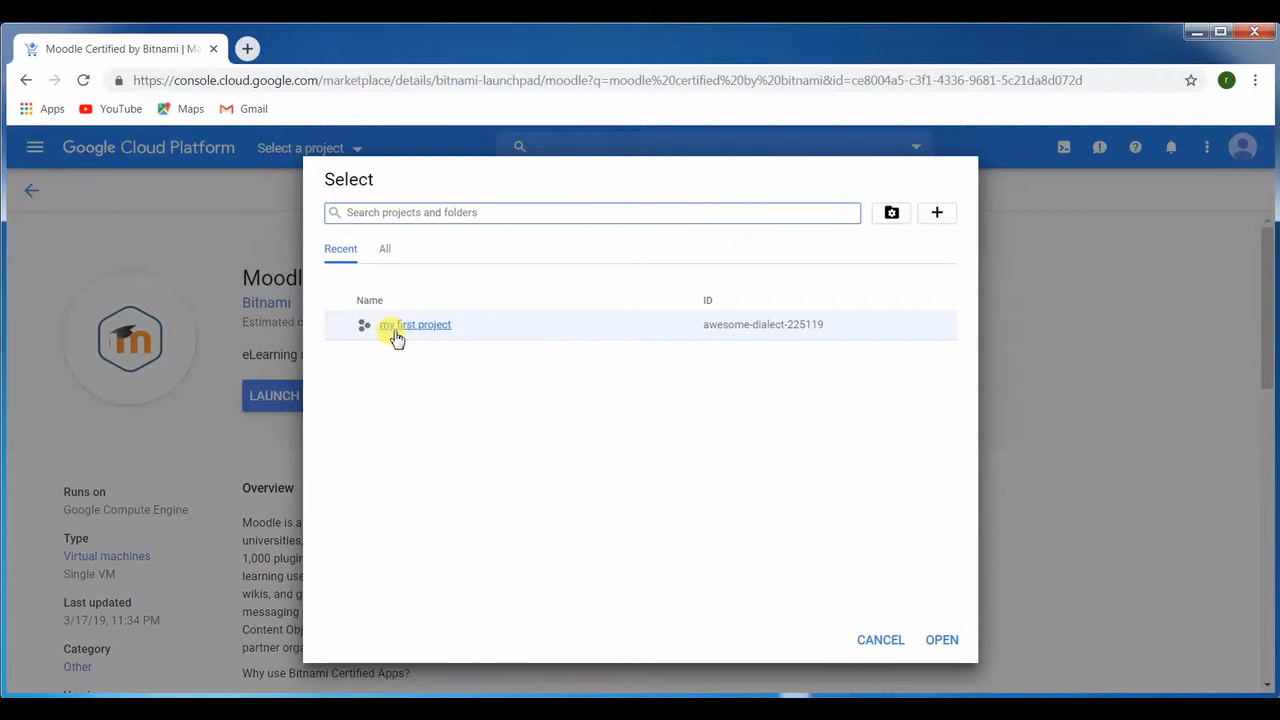 Moodle Certified by Bitnami | Ma
https://console.cloud.google.com/marketplace/details/bitnami-launchpad/moodle?q=moodle%20certified%20by%20bitnami&id=ce8004a5-c3f1-4336-9681-5c21da8d072d
r
Apps
YouTube
Maps
Gmail
Google Cloud Platform
Select a project
Select
Search projects and folders
Recent
All
Name
ID
my first project
awesome-dialect-225119
CANCEL
OPEN
Moodl
Bitnami
Estimated c
eLearning s
LAUNCH
Runs on
Google Compute Engine
Type
Virtual machines
Single VM
Last updated
3/17/19, 11:34 PM
Category
Other
Overview
Moodle is a
universities,
1,000 plugin
learning use
wikis, and g
messaging
Content Obj
partner orga
Why use Bitnami Certified Apps?